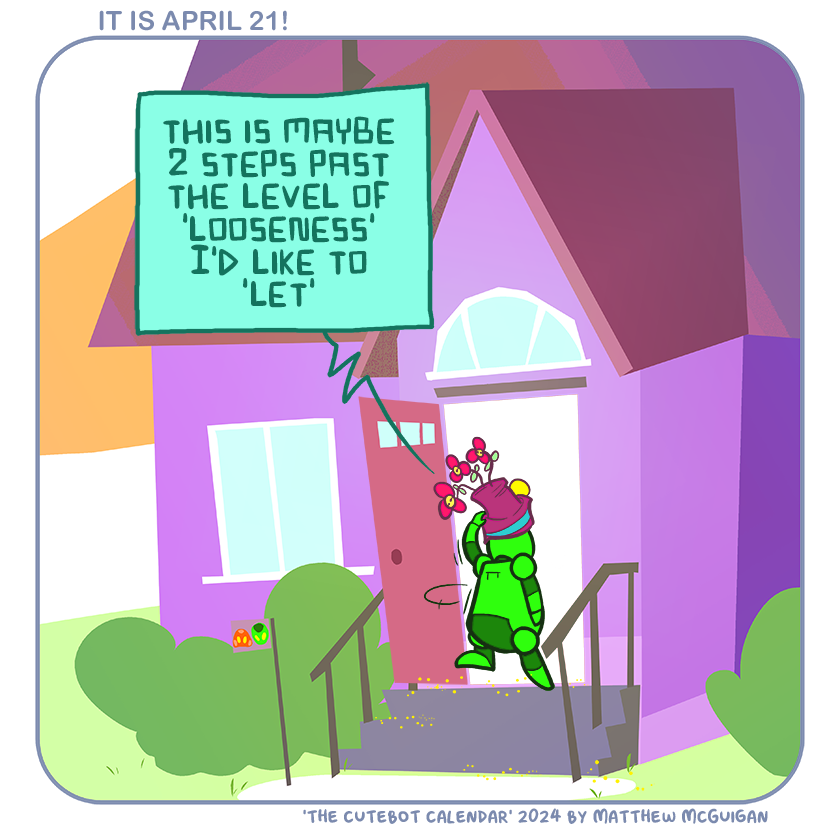 IT IS APRIL 21!
THIS IS MAYBE
2 STEPS PAST
THE LEVEL OF
'LOOSENESS'
I'D LIKE TO
'LET'
'THE CUTEBOT CALENDAR' 2024 BY MATTHEW MCGUIGAN